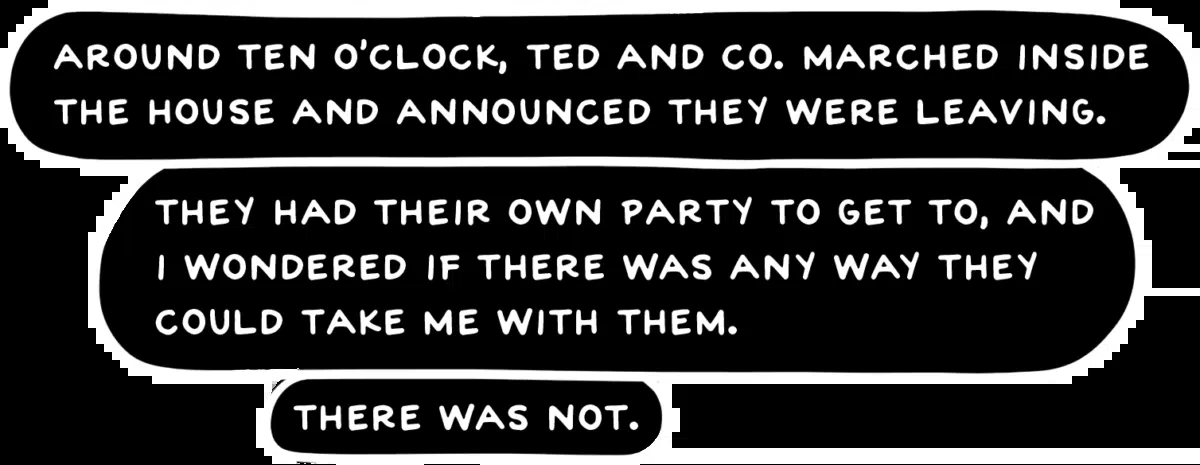 AROUND TEN O'CLOCK, TED AND CO. MARCHED INSIDE
THE HOUSE AND ANNOUNCED THEY WERE LEAVING.
THEY HAD THEIR OWN PARTY TO GET TO, AND
I WONDERED IF THERE WAS ANY WAY THEY
COULD TAKE ME WITH THEM.
THERE WAS NOT.